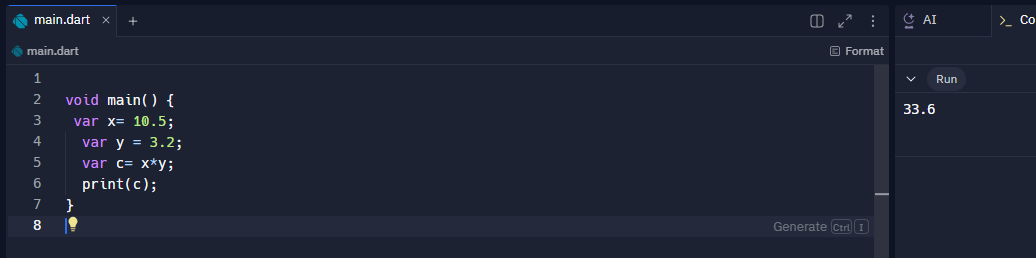 main.dart × +
AI
>_ Co
main.dart
Format
Run
1
2 void main() {
3 var x= 10.5;
4 var y = 3.2;
5 var c= x*y;
6 print(c);
7 }
8
Generate Ctrl I
33.6